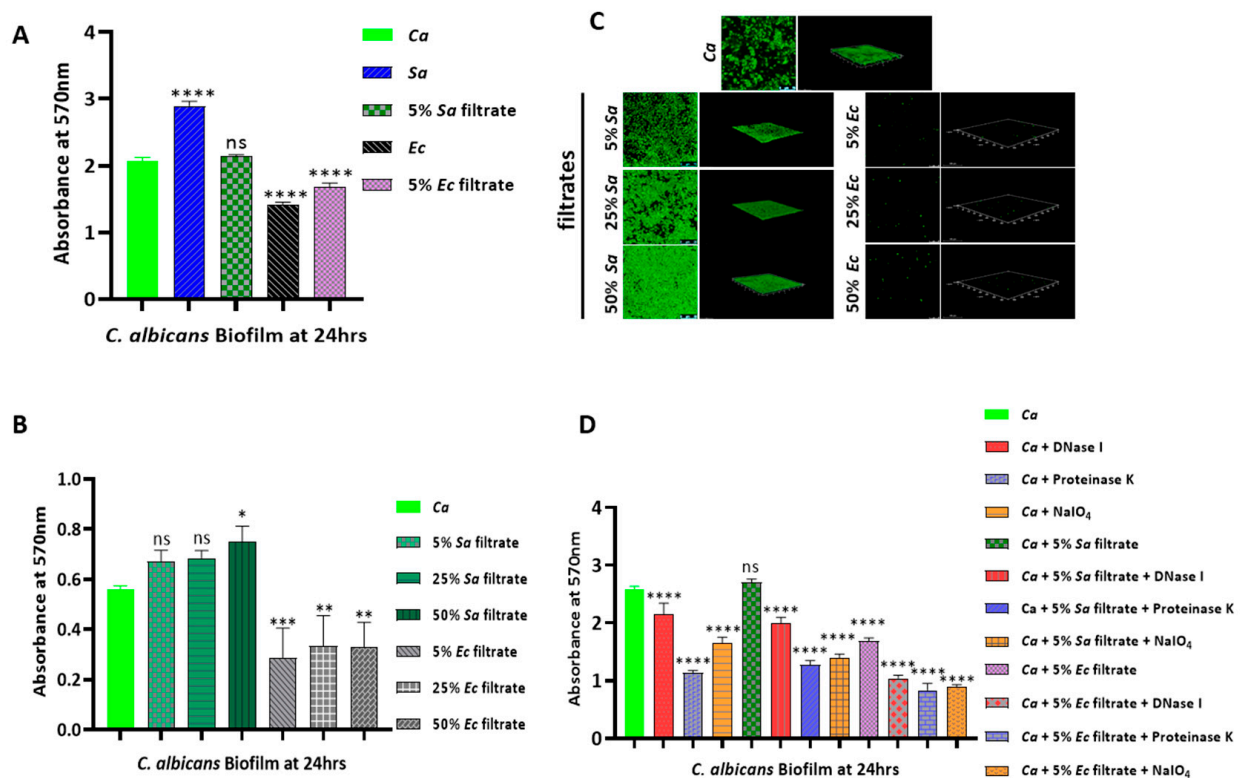 A
Absorbance at 570nm
4
3
2
1
0
****
ns
****
****
C. albicans Biofilm at 24hrs
Ca
Sa
5% Sa filtrate
Ec
5% Ec filtrate
C
Ca
filtrates
5% Sa
25% Sa
50% Sa
5% Ec
25% Ec
50% Ec
B
Absorbance at 570nm
1.0
0.8
0.6
0.4
0.2
0.0
ns
ns
*
***
**
**
C. albicans Biofilm at 24hrs
Ca
5% Sa filtrate
25% Sa filtrate
50% Sa filtrate
5% Ec filtrate
25% Ec filtrate
50% Ec filtrate
D
Absorbance at 570nm
4
3
2
1
0
****
****
****
ns
****
****
****
****
****
****
****
C. albicans Biofilm at 24hrs
Ca
Ca + DNase I
Ca + Proteinase K
Ca + NaIO4
Ca + 5% Sa filtrate
Ca + 5% Sa filtrate + DNase I
Ca + 5% Sa filtrate + Proteinase K
Ca + 5% Sa filtrate + NaIO4
Ca + 5% Ec filtrate
Ca + 5% Ec filtrate + DNase I
Ca + 5% Ec filtrate + Proteinase K
Ca + 5% Ec filtrate + NaIO4